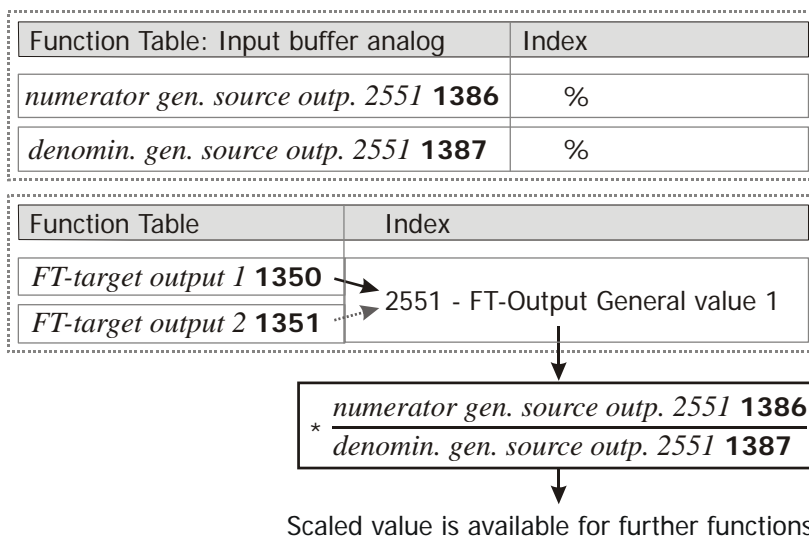 Function Table: Input buffer analog Index
numerator gen. source outp. 2551 1386 %
denomin. gen. source outp. 2551 1387 %
Function Table Index
FT-target output 1 1350
2551 - FT-Output General value 1
FT-target output 2 1351
numerator gen. source outp. 2551 1386
*
denomin. gen. source outp. 2551 1387
Scaled value is available for further functions